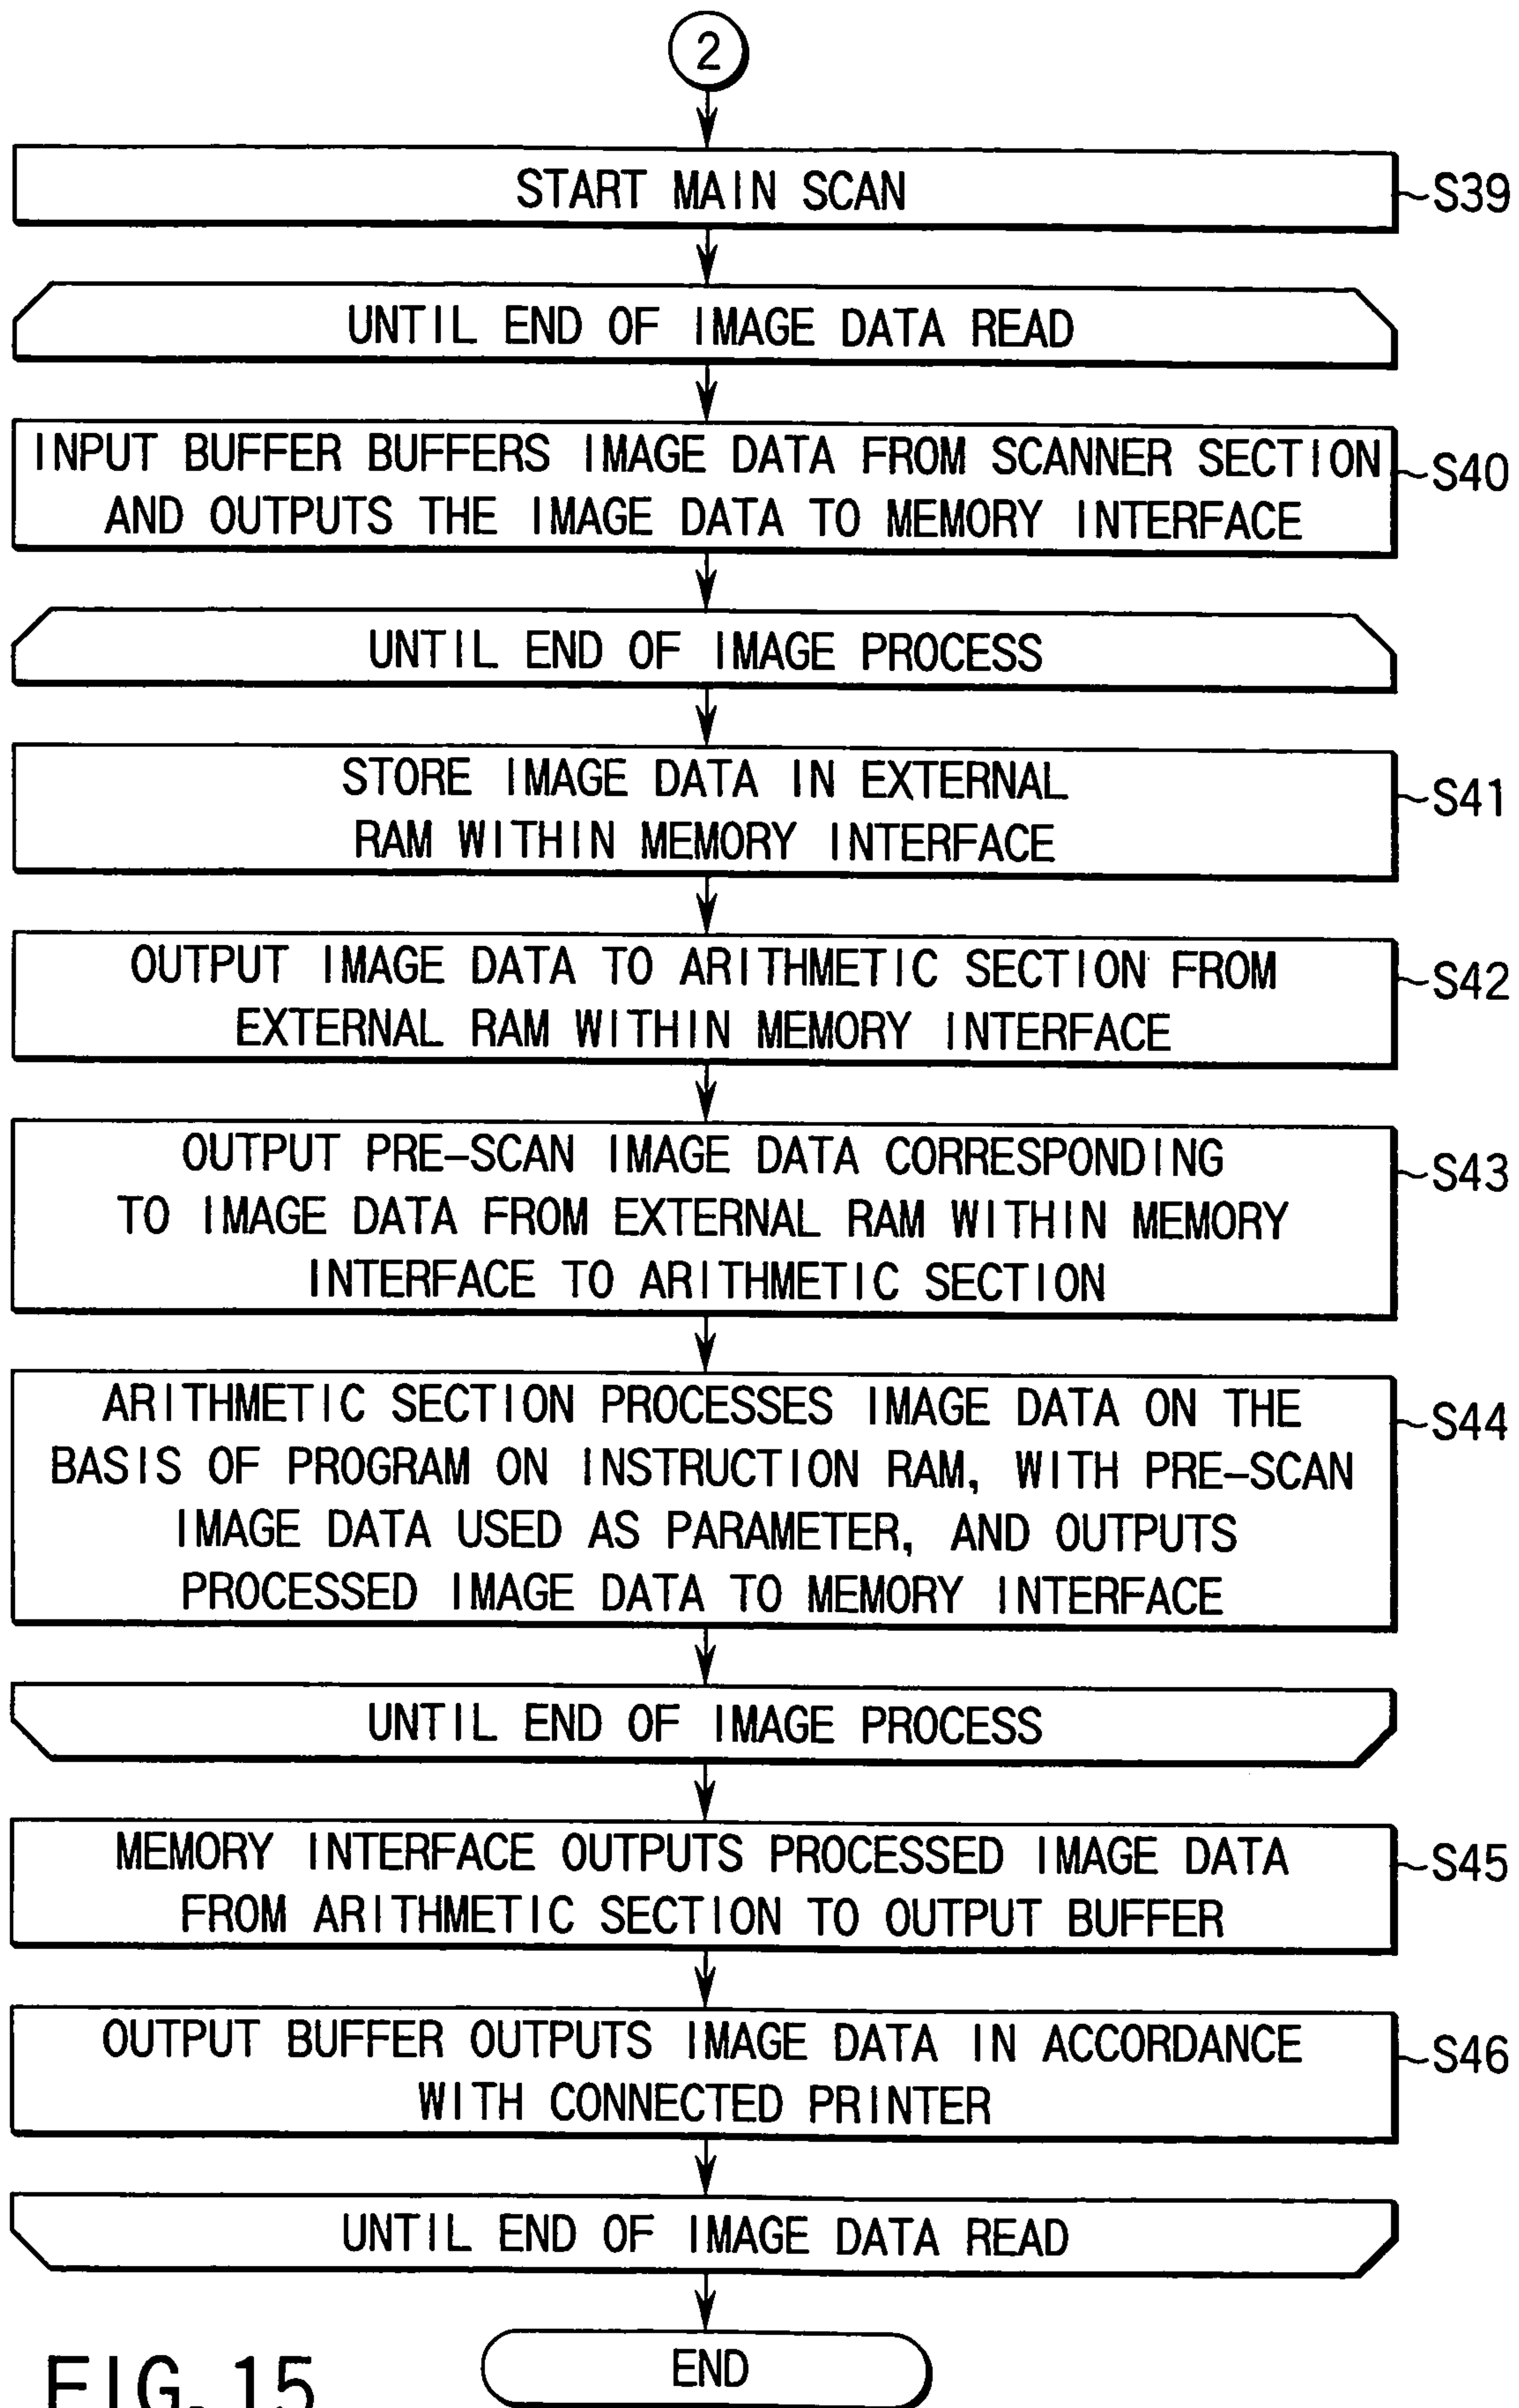 2
START MAIN SCAN
S39
UNTIL END OF IMAGE DATA READ
INPUT BUFFER BUFFERS IMAGE DATA FROM SCANNER SECTION
AND OUTPUTS THE IMAGE DATA TO MEMORY INTERFACE
S40
UNTIL END OF IMAGE PROCESS
STORE IMAGE DATA IN EXTERNAL
RAM WITHIN MEMORY INTERFACE
S41
OUTPUT IMAGE DATA TO ARITHMETIC SECTION FROM
EXTERNAL RAM WITHIN MEMORY INTERFACE
S42
OUTPUT PRE-SCAN IMAGE DATA CORRESPONDING
TO IMAGE DATA FROM EXTERNAL RAM WITHIN MEMORY
INTERFACE TO ARITHMETIC SECTION
S43
ARITHMETIC SECTION PROCESSES IMAGE DATA ON THE
BASIS OF PROGRAM ON INSTRUCTION RAM, WITH PRE-SCAN
IMAGE DATA USED AS PARAMETER, AND OUTPUTS
PROCESSED IMAGE DATA TO MEMORY INTERFACE
S44
UNTIL END OF IMAGE PROCESS
MEMORY INTERFACE OUTPUTS PROCESSED IMAGE DATA
FROM ARITHMETIC SECTION TO OUTPUT BUFFER
S45
OUTPUT BUFFER OUTPUTS IMAGE DATA IN ACCORDANCE
WITH CONNECTED PRINTER
S46
UNTIL END OF IMAGE DATA READ
END
FIG. 15